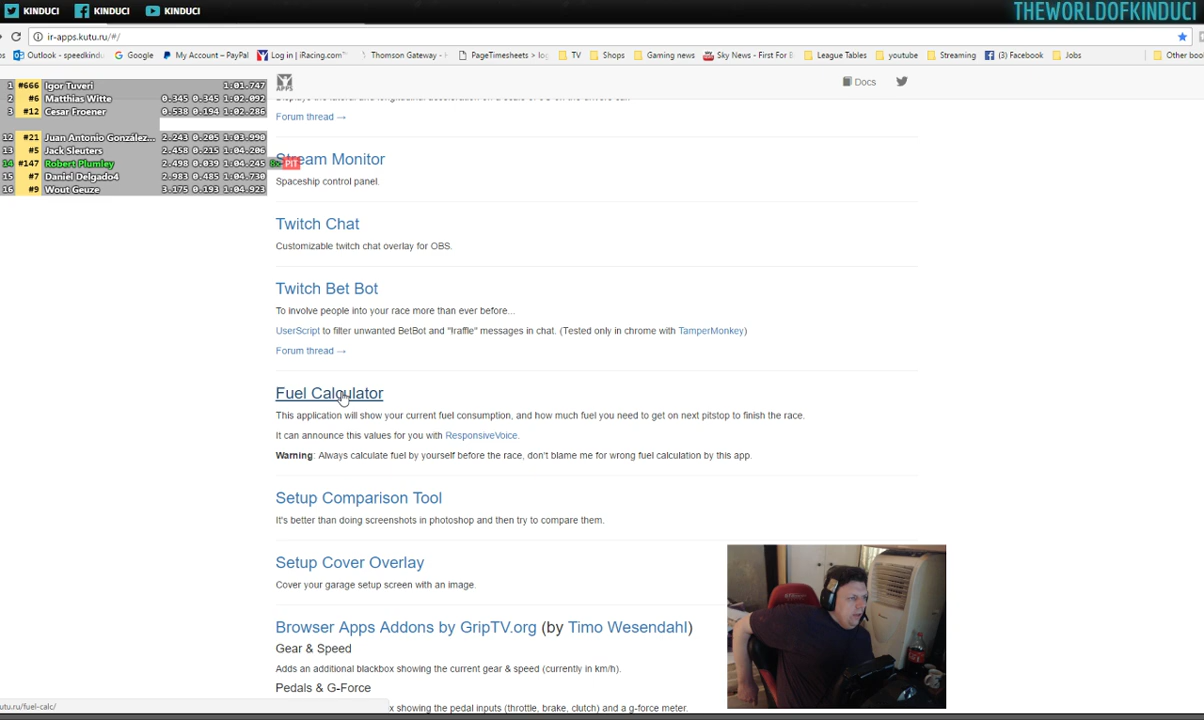 KINDUCI KINDUCI KINDUCI
THEWORLDOFKINDUCI
ir-apps.kutu.ru/#/
Outlook - speedkindu Google My Account – PayPal Log in | iRacing.com™ Thomson Gateway - H PageTimesheets > log TV Shops Gaming news Sky News - First For B League Tables youtube Streaming (3) Facebook Jobs Other boo
1 #666 Igor Tuveri 1:01.747
2 #6 Matthias Witte 0.345 0.345 1:02.092
3 #12 Cesar Froener 0.538 0.194 1:02.286
12 #21 Juan Antonio González... 2.243 0.205 1:03.990
13 #5 Jack Sleuters 2.458 0.215 1:04.206
14 #147 Robert Plumley 2.498 0.039 1:04.245 PIT
15 #7 Daniel Delgado4 2.983 0.485 1:04.730
16 #9 Wout Geuze 3.175 0.193 1:04.923
APPS
Docs
Forum thread →
Stream Monitor
Spaceship control panel.
Twitch Chat
Customizable twitch chat overlay for OBS.
Twitch Bet Bot
To involve people into your race more than ever before...
UserScript to filter unwanted BetBot and "!raffle" messages in chat. (Tested only in chrome with TamperMonkey)
Forum thread →
Fuel Calculator
This application will show your current fuel consumption, and how much fuel you need to get on next pitstop to finish the race.
It can announce this values for you with ResponsiveVoice.
Warning: Always calculate fuel by yourself before the race, don't blame me for wrong fuel calculation by this app.
Setup Comparison Tool
It's better than doing screenshots in photoshop and then try to compare them.
Setup Cover Overlay
Cover your garage setup screen with an image.
Browser Apps Addons by GripTV.org (by Timo Wesendahl)
Gear & Speed
Adds an additional blackbox showing the current gear & speed (currently in km/h).
Pedals & G-Force
x showing the pedal inputs (throttle, brake, clutch) and a g-force meter.
utu.ru/fuel-calc/